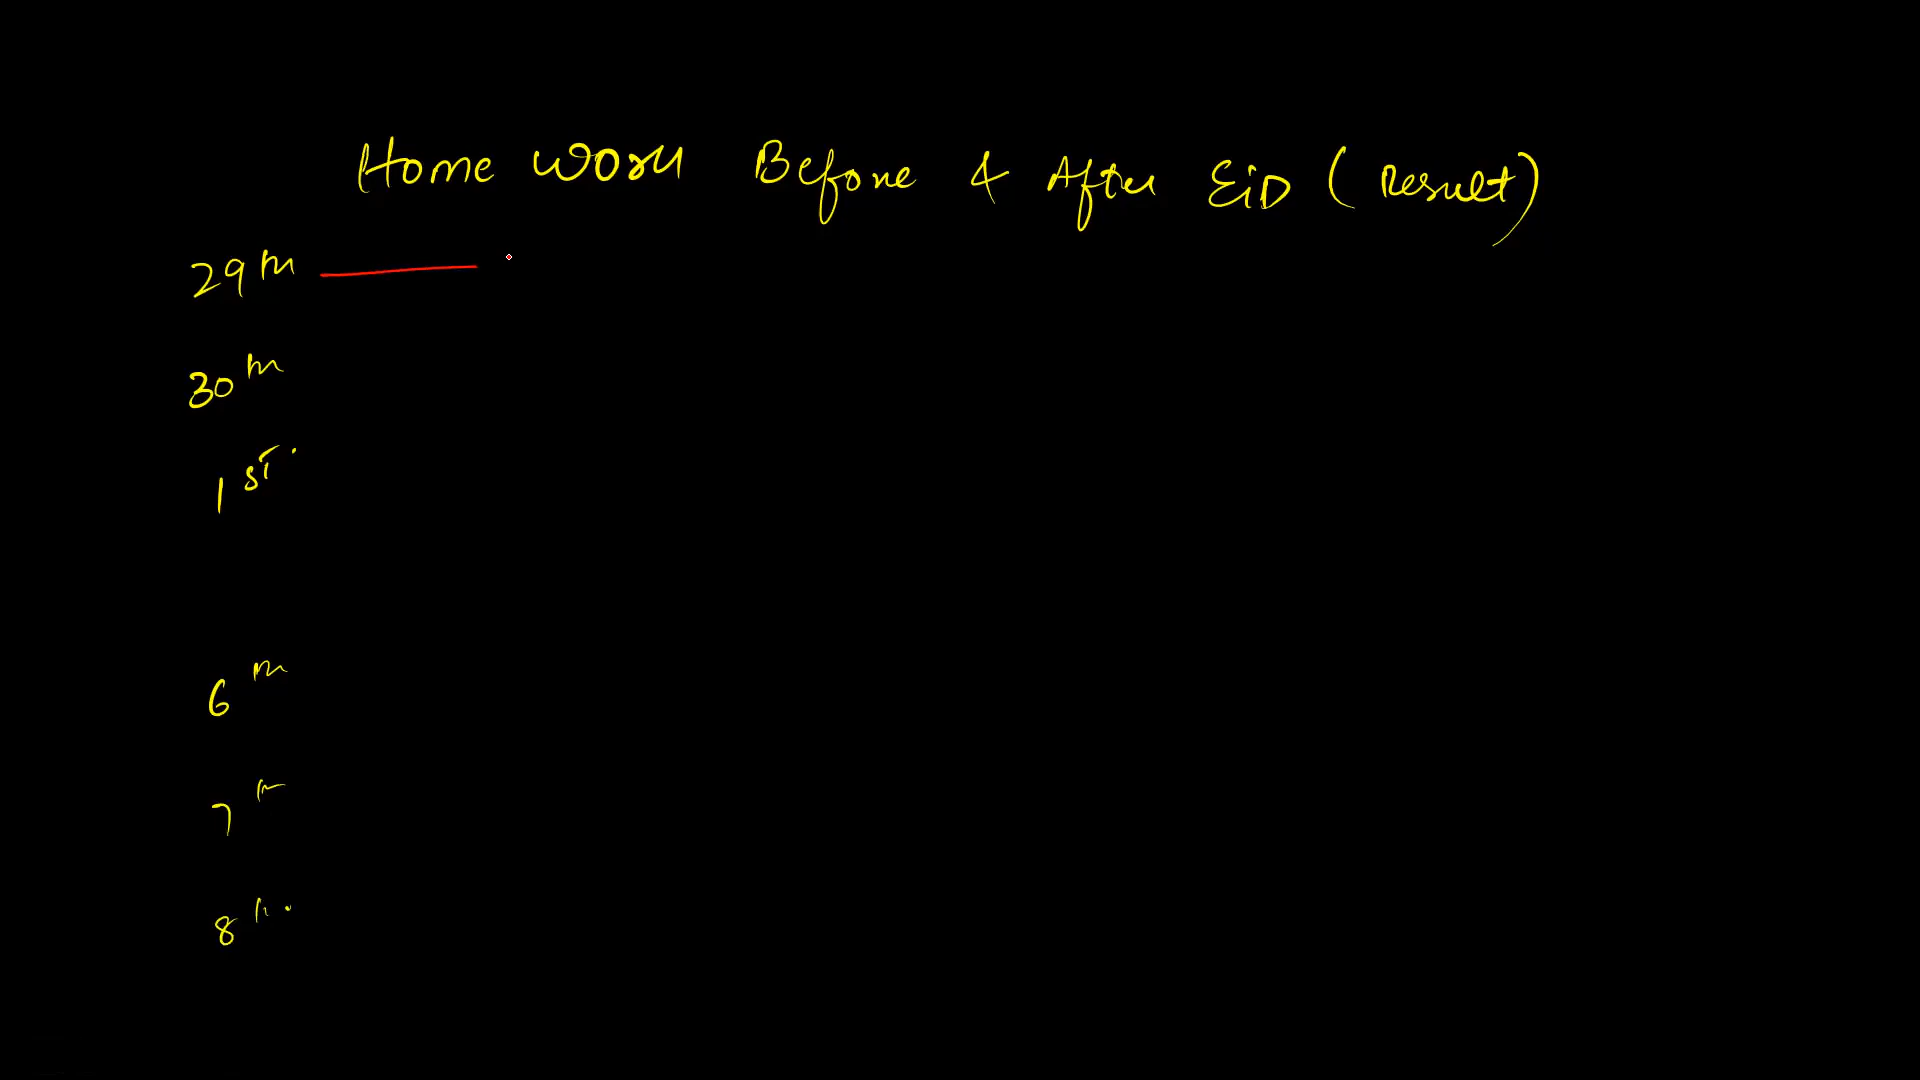 Home Work Before & After EiD (Result)
29th
30th
1st
6th
7th
8th